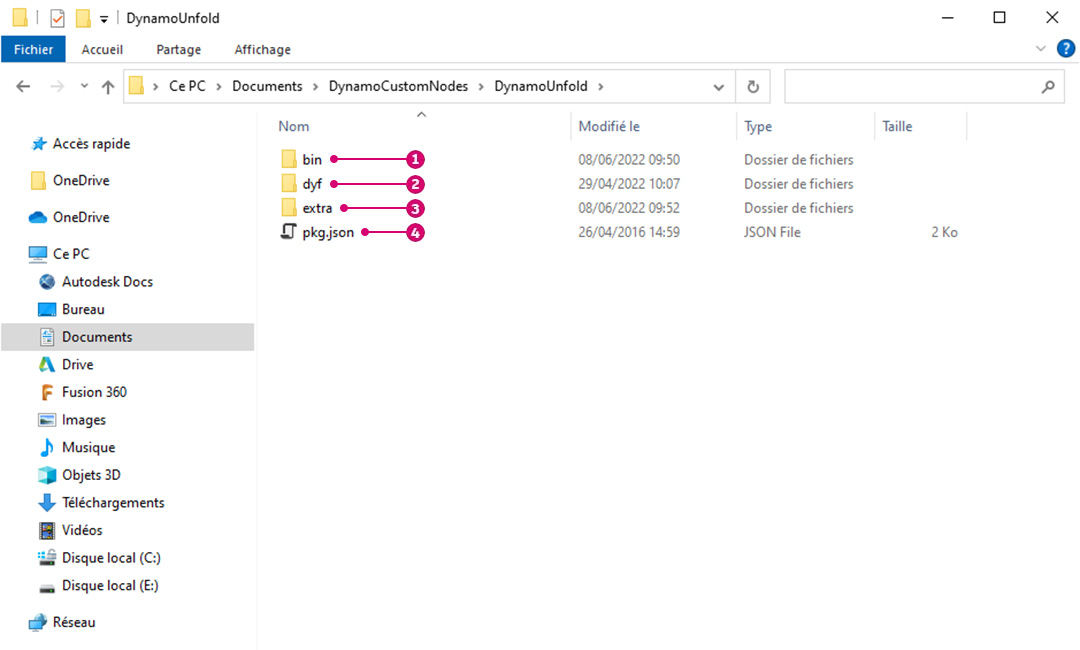 DynamoUnfold
Fichier Accueil Partage Affichage
?
Ce PC Documents DynamoCustomNodes DynamoUnfold
Nom Modifié le Type Taille
bin 1 08/06/2022 09:50 Dossier de fichiers
dyf 2 29/04/2022 10:07 Dossier de fichiers
extra 3 08/06/2022 09:52 Dossier de fichiers
pkg.json 4 26/04/2016 14:59 JSON File 2 Ko
Accès rapide
OneDrive
OneDrive
Ce PC
Autodesk Docs
Bureau
Documents
Drive
Fusion 360
Images
Musique
Objets 3D
Téléchargements
Vidéos
Disque local (C:)
Disque local (E:)
Réseau